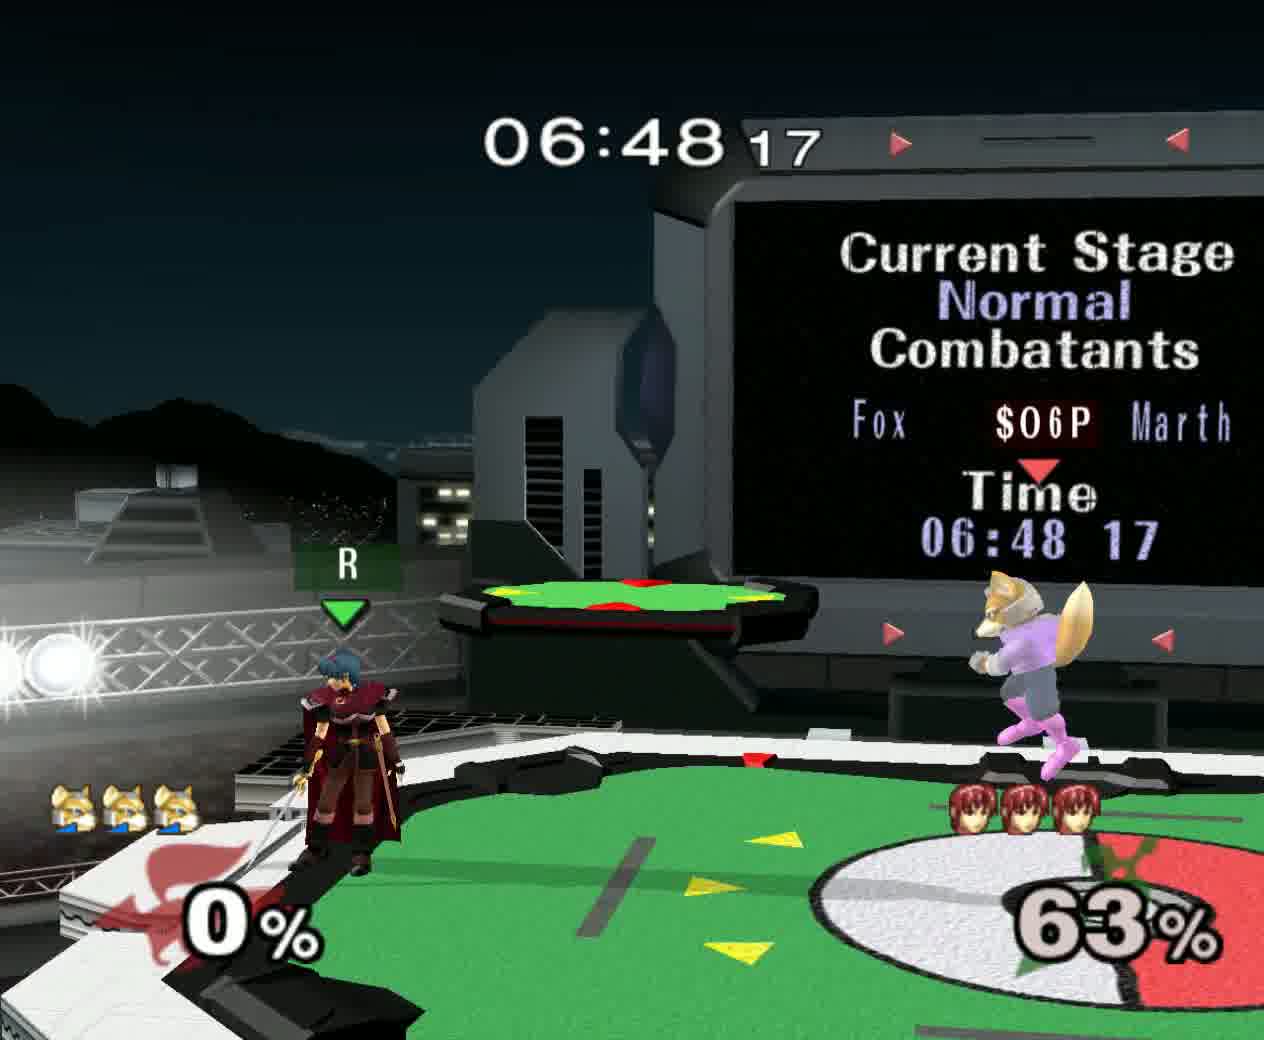 06:48 17
Current Stage
Normal
Combatants
Fox $06P Marth
Time
06:48 17
R
0%
63%